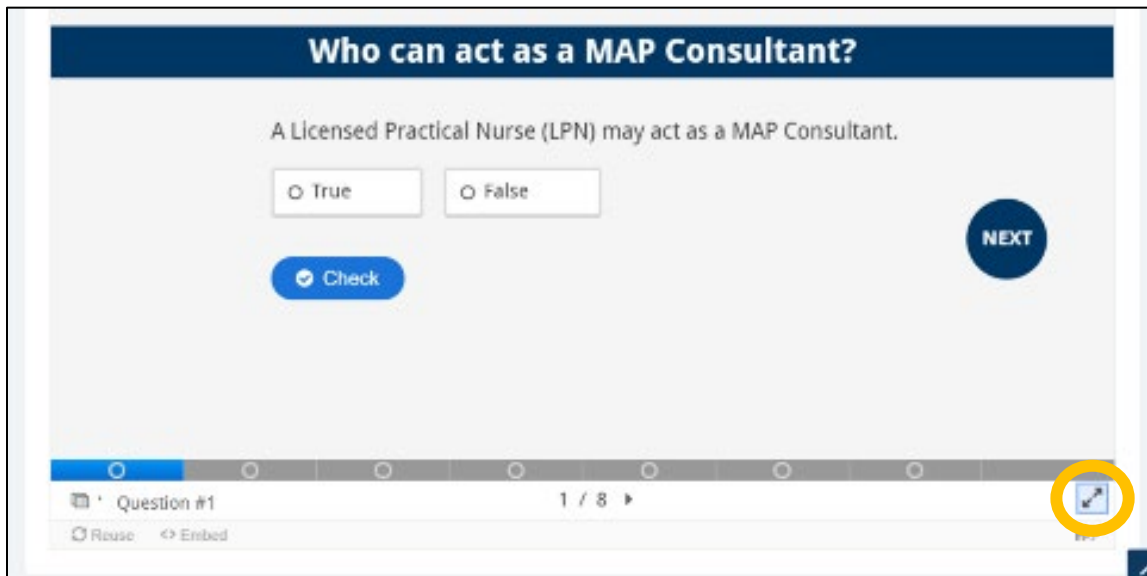 Who can act as a MAP Consultant?
A Licensed Practical Nurse (LPN) may act as a MAP Consultant.
True False
NEXT
Check
Question #1 1 / 8
Reuse Embed